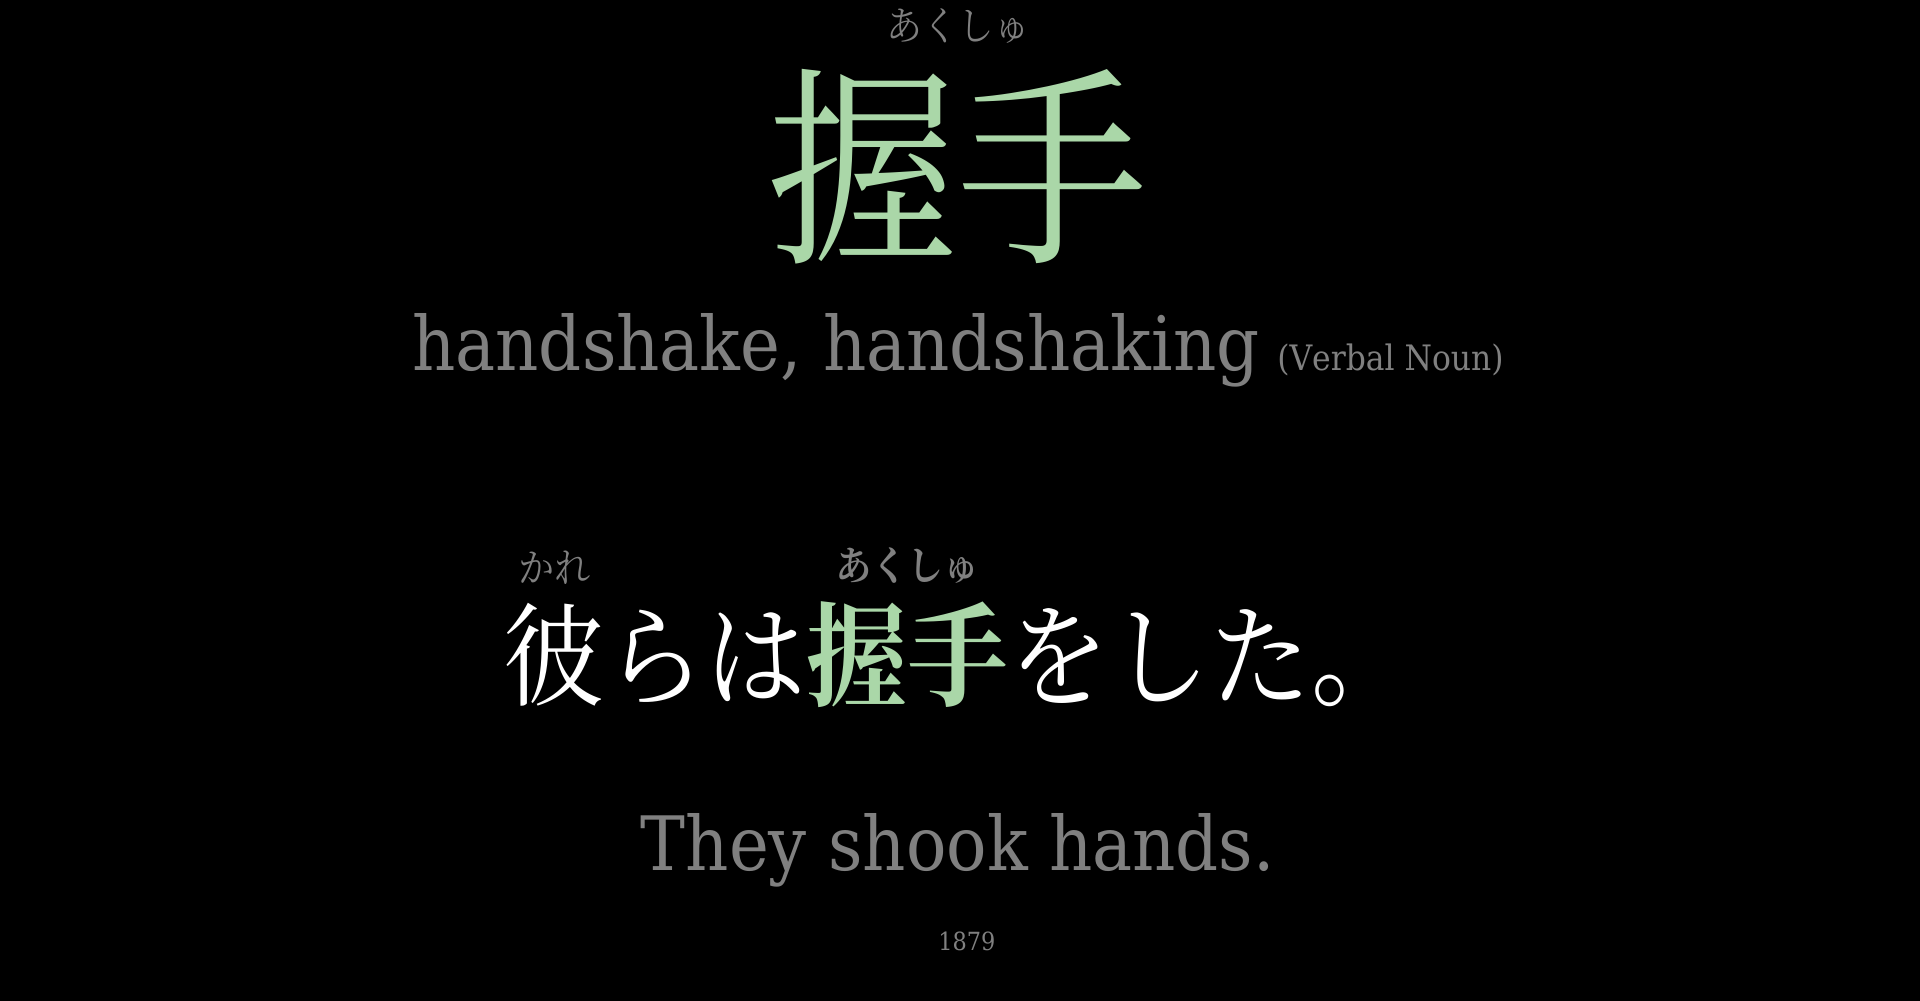 あくしゅ
握手
handshake, handshaking (Verbal Noun)
かれ あくしゅ
彼らは握手をした。
They shook hands.
1879